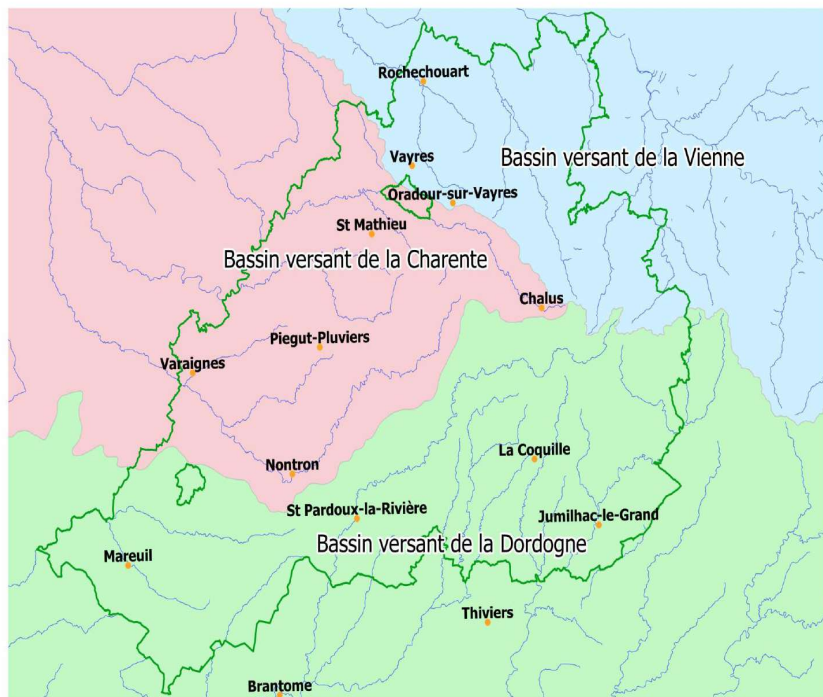 Rochechouart
Vayres
Bassin versant de la Vienne
Oradour-sur-Vayres
St Mathieu
Bassin versant de la Charente
Chalus
Piegut-Pluviers
Varaignes
La Coquille
Nontron
St Pardoux-la-Rivière
Jumilhac-le-Grand
Bassin versant de la Dordogne
Mareuil
Thiviers
Brantome